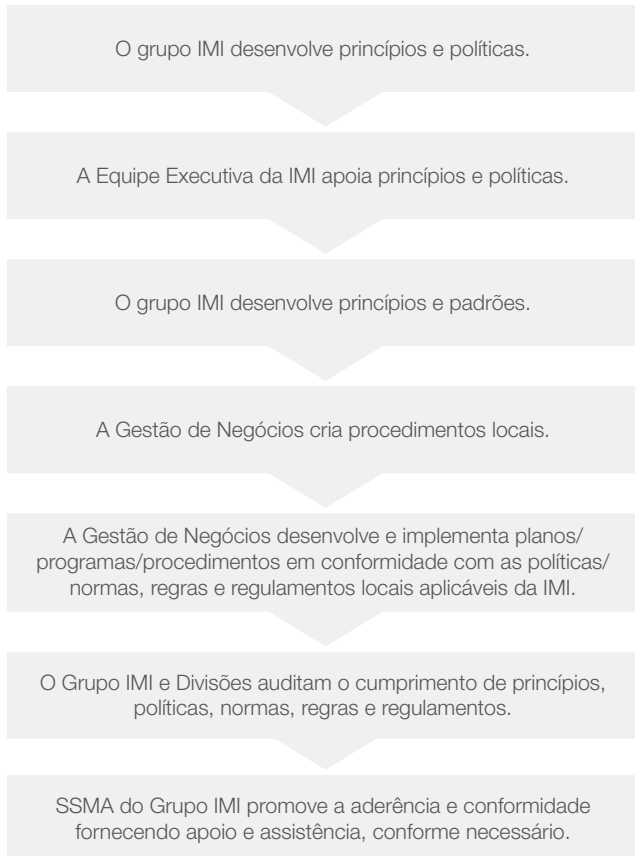 O grupo IMI desenvolve princípios e políticas.
A Equipe Executiva da IMI apoia princípios e políticas.
O grupo IMI desenvolve princípios e padrões.
A Gestão de Negócios cria procedimentos locais.
A Gestão de Negócios desenvolve e implementa planos/
programas/procedimentos em conformidade com as políticas/
normas, regras e regulamentos locais aplicáveis da IMI.
O Grupo IMI e Divisões auditam o cumprimento de princípios,
políticas, normas, regras e regulamentos.
SSMA do Grupo IMI promove a aderência e conformidade
fornecendo apoio e assistência, conforme necessário.